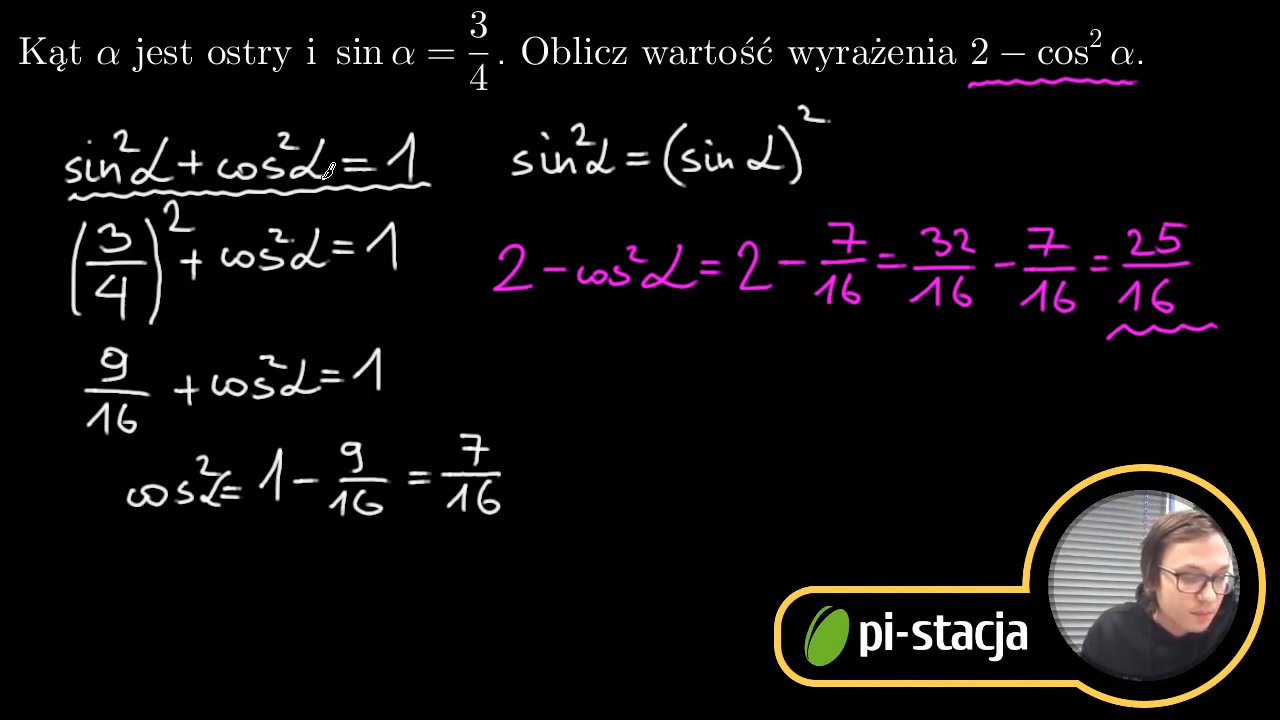 Kąt α jest ostry i sin α = 3/4. Oblicz wartość wyrażenia 2 − cos² α.
sin²α + cos²α = 1
sin²α = (sin α)²
(3/4)² + cos²α = 1
2 − cos²α = 2 − 7/16 = 32/16 − 7/16 = 25/16
9/16 + cos²α = 1
cos²α = 1 − 9/16 = 7/16
pi-stacja